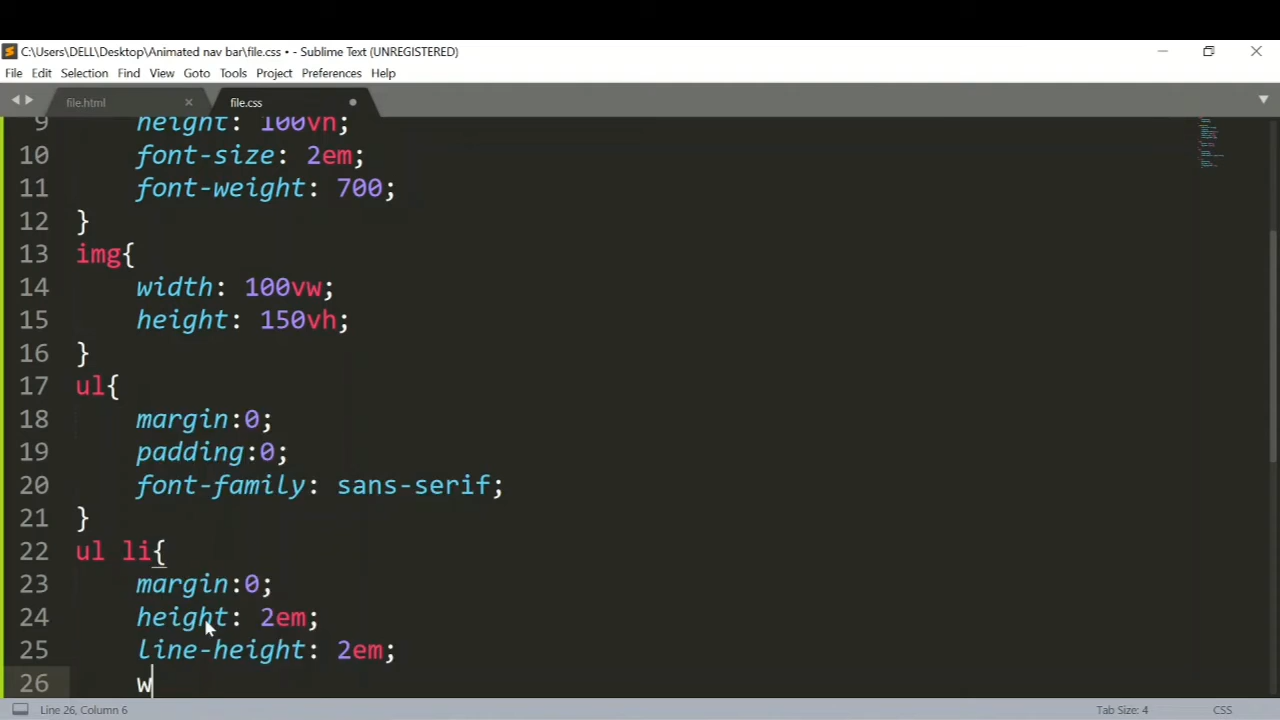 C:\Users\DELL\Desktop\Animated nav bar\file.css • - Sublime Text (UNREGISTERED)
File Edit Selection Find View Goto Tools Project Preferences Help
file.html × file.css
9 height: 100vh;
10 font-size: 2em;
11 font-weight: 700;
12 }
13 img{
14 width: 100vw;
15 height: 150vh;
16 }
17 ul{
18 margin:0;
19 padding:0;
20 font-family: sans-serif;
21 }
22 ul li{
23 margin:0;
24 height: 2em;
25 line-height: 2em;
26 w
Line 26, Column 6 Tab Size: 4 CSS